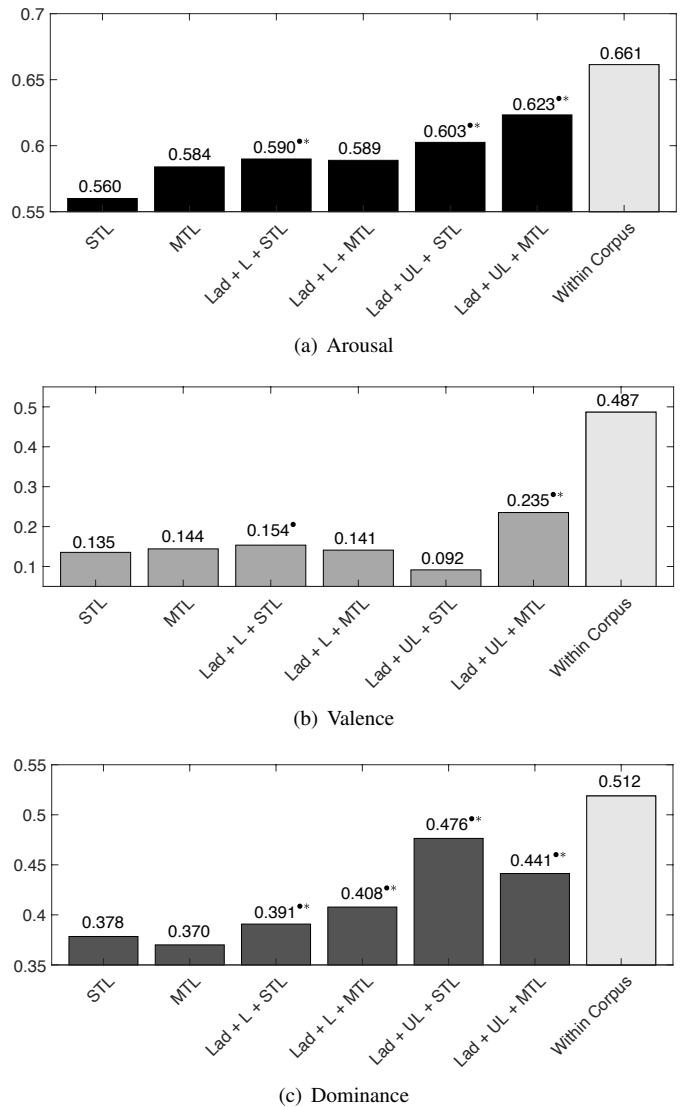 0.7
0.65
0.6
0.55
0.560
0.584
0.590•*
0.589
0.603•*
0.623•*
0.661
STL
MTL
Lad + L + STL
Lad + L + MTL
Lad + UL + STL
Lad + UL + MTL
Within Corpus
(a) Arousal
0.5
0.4
0.3
0.2
0.1
0.135
0.144
0.154•
0.141
0.092
0.235•*
0.487
STL
MTL
Lad + L + STL
Lad + L + MTL
Lad + UL + STL
Lad + UL + MTL
Within Corpus
(b) Valence
0.55
0.5
0.45
0.4
0.35
0.378
0.370
0.391•*
0.408•*
0.476•*
0.441•*
0.512
STL
MTL
Lad + L + STL
Lad + L + MTL
Lad + UL + STL
Lad + UL + MTL
Within Corpus
(c) Dominance